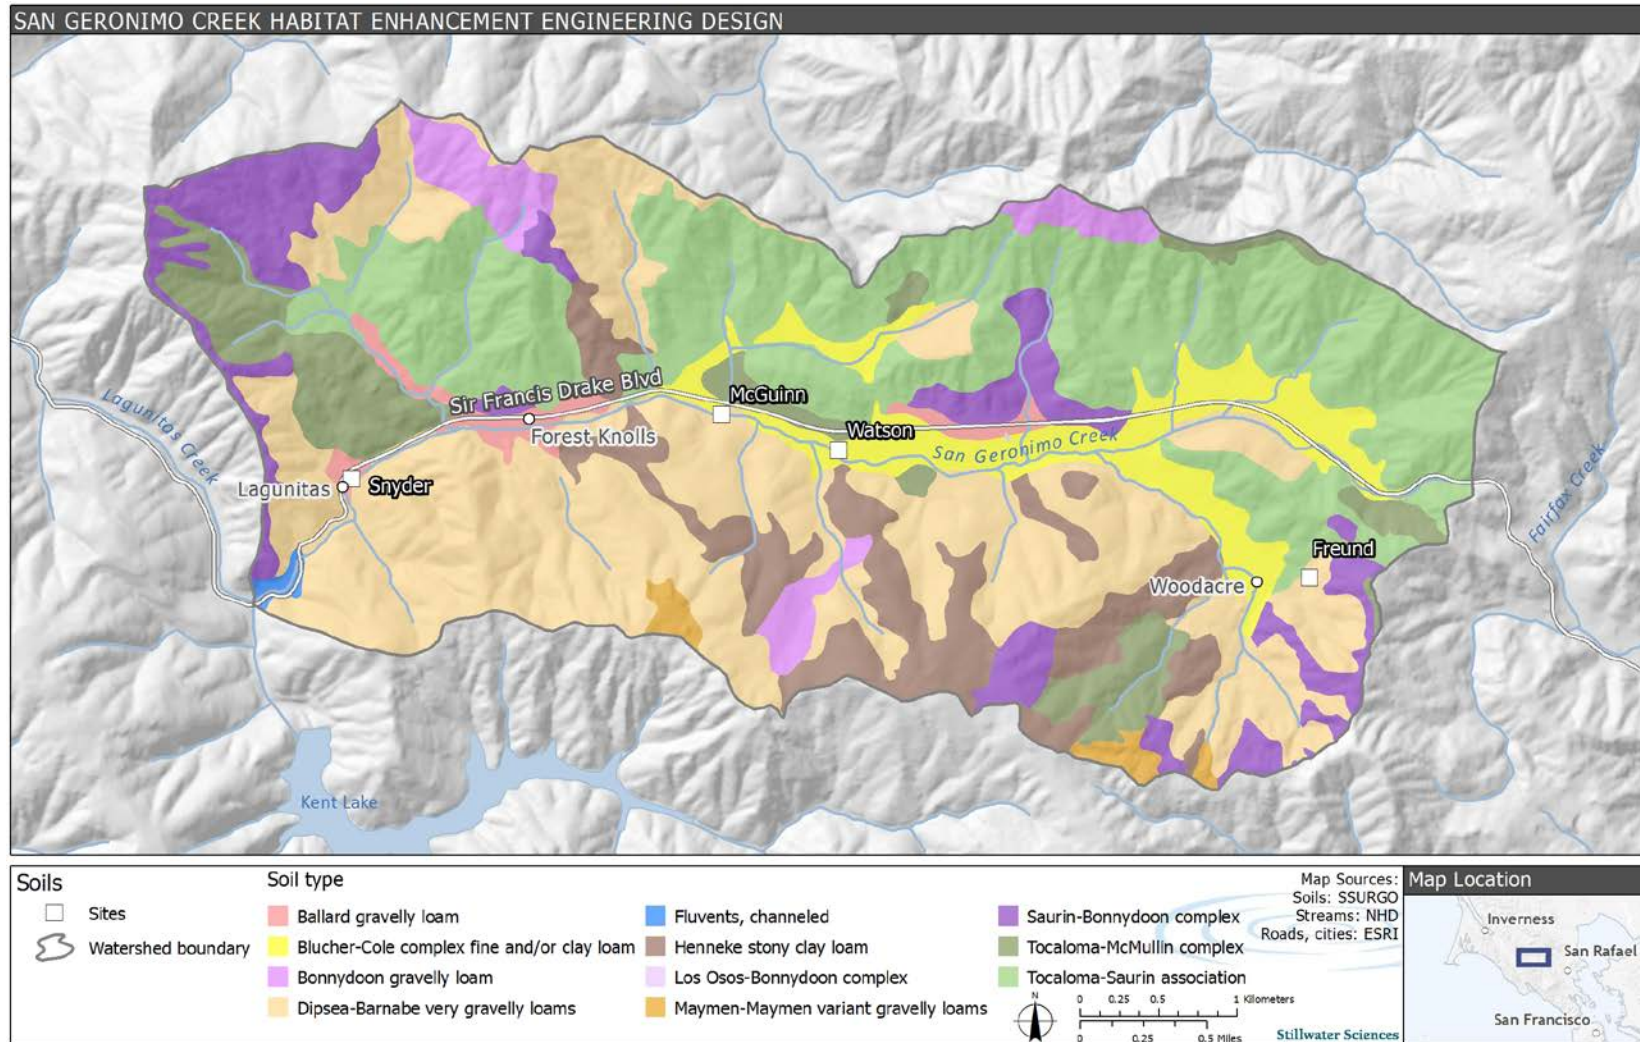 SAN GERONIMO CREEK HABITAT ENHANCEMENT ENGINEERING DESIGN
Sir Francis Drake Blvd
McGuinn
Forest Knolls
Watson
San Geronimo Creek
Lagunitas Creek
Lagunitas
Snyder
Fairfax Creek
Freund
Woodacre
Kent Lake
Soils
Sites
Watershed boundary
Soil type
Ballard gravelly loam
Blucher-Cole complex fine and/or clay loam
Bonnydoon gravelly loam
Dipsea-Barnabe very gravelly loams
Fluvents, channeled
Henneke stony clay loam
Los Osos-Bonnydoon complex
Maymen-Maymen variant gravelly loams
Saurin-Bonnydoon complex
Tocaloma-McMullin complex
Tocaloma-Saurin association
Map Sources:
Soils: SSURGO
Streams: NHD
Roads, cities: ESRI
N
0 0.25 0.5 1 Kilometers
0 0.25 0.5 Miles
Stillwater Sciences
Map Location
Inverness
San Rafael
San Francisco